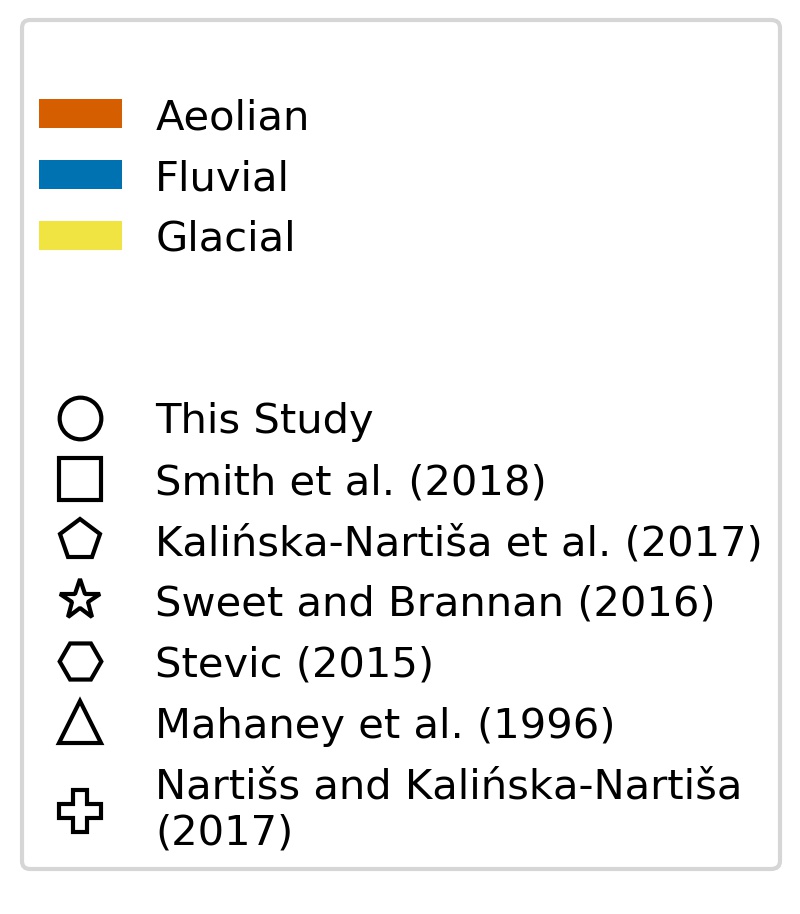 Aeolian
Fluvial
Glacial
This Study
Smith et al. (2018)
Kalińska-Nartiša et al. (2017)
Sweet and Brannan (2016)
Stevic (2015)
Mahaney et al. (1996)
Nartišs and Kalińska-Nartiša
(2017)